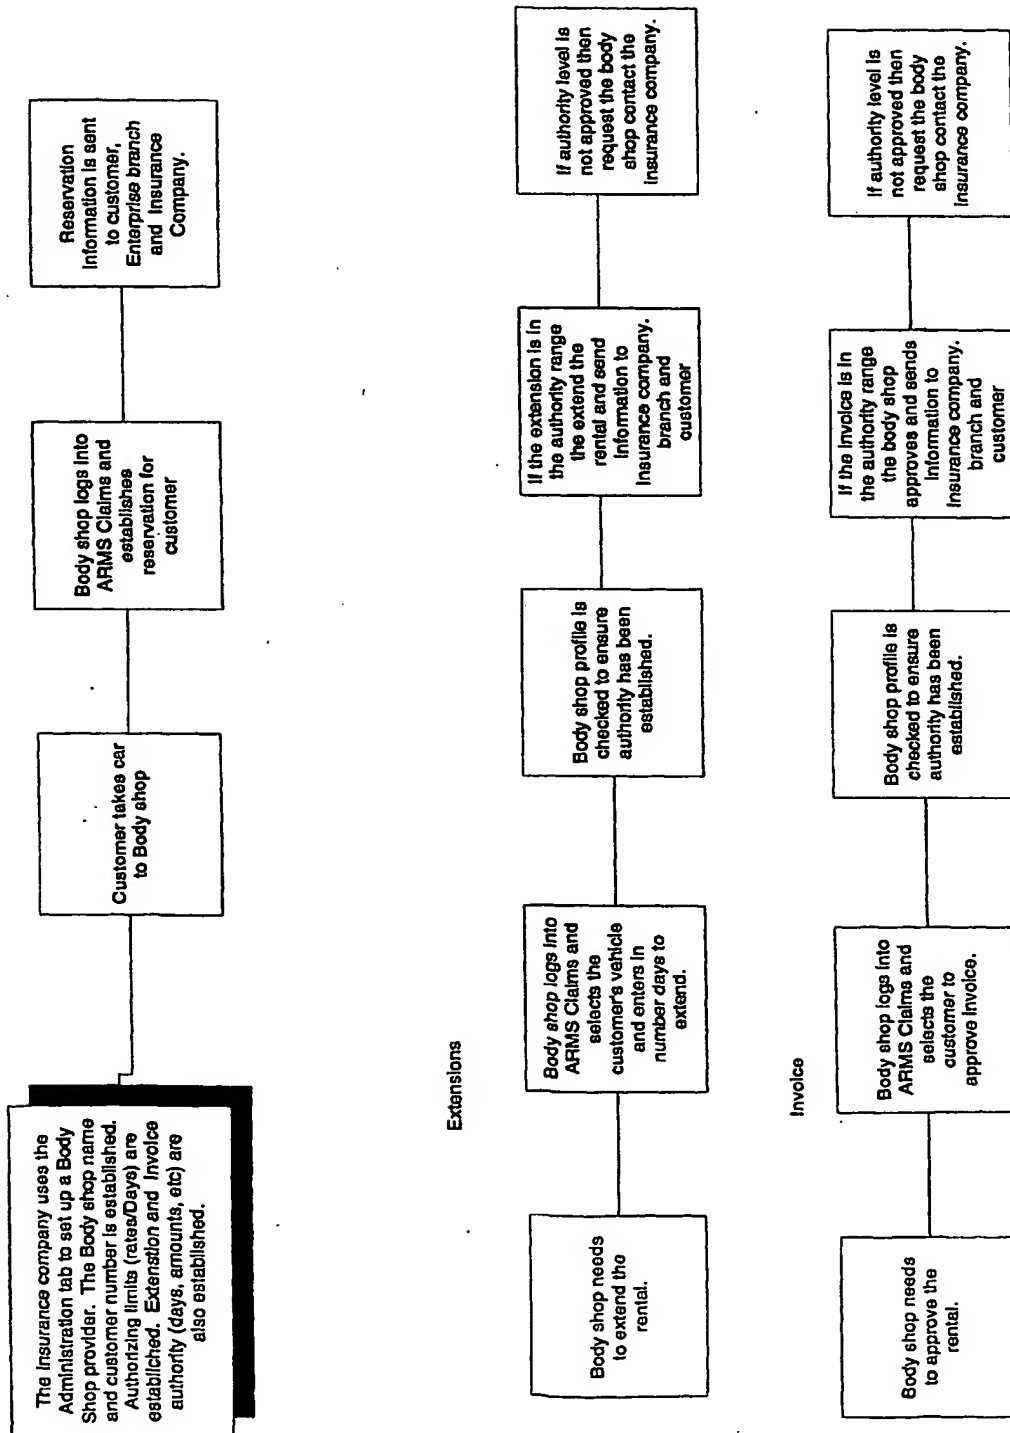 The Insurance company uses the
Administration tab to set up a Body
Shop provider. The Body shop name
and customer number is established.
Authorizing limits (rates/Days) are
established. Extenstion and Invoice
authority (days, amounts, etc) are
also established.
Customer takes car
to Body shop
Body shop logs into
ARMS Claims and
establishes
reservation for
customer
Reservation
Information is sent
to customer,
Enterprise branch
and Insurance
Company.
Extensions
Body shop needs
to extend the
rental.
Body shop logs into
ARMS Claims and
selects the
customer's vehicle
and enters in
number days to
extend.
Body shop profile is
checked to ensure
authority has been
established.
If the extension is in
the authority range
the extend the
rental and send
Information to
Insurance company.
branch and
customer
If authority level is
not approved then
request the body
shop contact the
Insurance company.
Invoice
Body shop needs
to approve the
rental.
Body shop logs into
ARMS Claims and
selects the
customer to
approve Invoice.
Body shop profile is
checked to ensure
authority has been
established.
If the Invoice is in
the authority range
the body shop
approves and sends
Information to
Insurance company.
branch and
customer
If authority level is
not approved then
request the body
shop contact the
Insurance company.